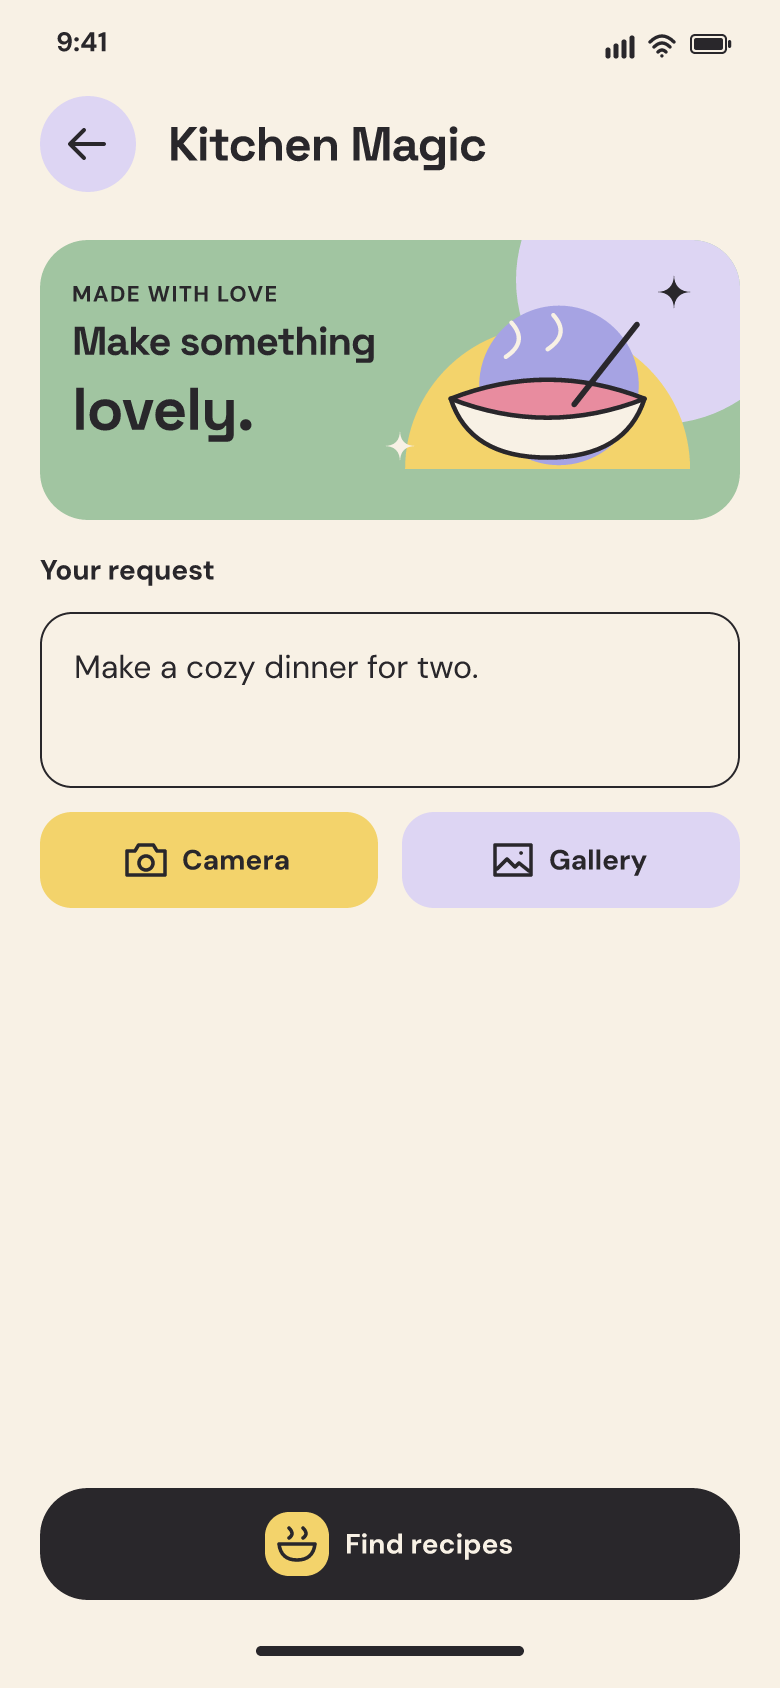 9:41
Kitchen Magic
MADE WITH LOVE
Make something
lovely.
Your request
Make a cozy dinner for two.
Camera
Gallery
Find recipes